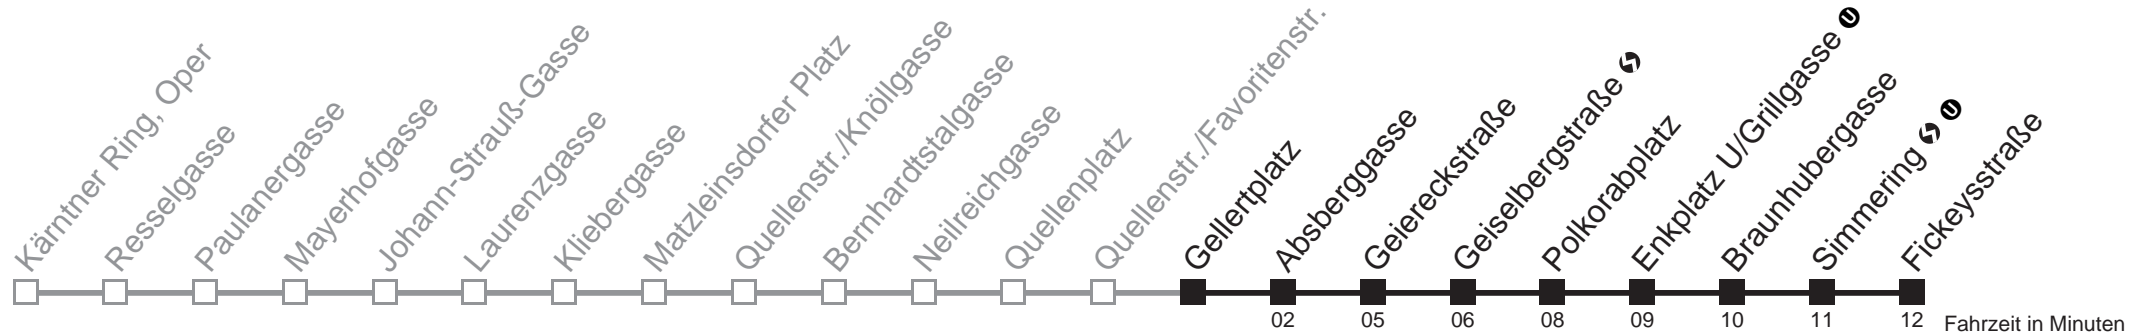 Kärntner Ring, Oper
Resselgasse
Paulanergasse
Mayerhofgasse
Johann-Strauß-Gasse
Laurenzgasse
Kliebergasse
Matzleinsdorfer Platz
Quellenstr./Knöllgasse
Bernhardtstalgasse
Neilreichgasse
Quellenplatz
Quellenstr./Favoritenstr.
Gellertplatz
Absberggasse
Geiereckstraße
Geiselbergstraße
Polkorabplatz
Enkplatz U/Grillgasse U
Braunhubergasse
Simmering U
Fickeysstraße
02 05 06 08 09 10 11 12 Fahrzeit in Minuten